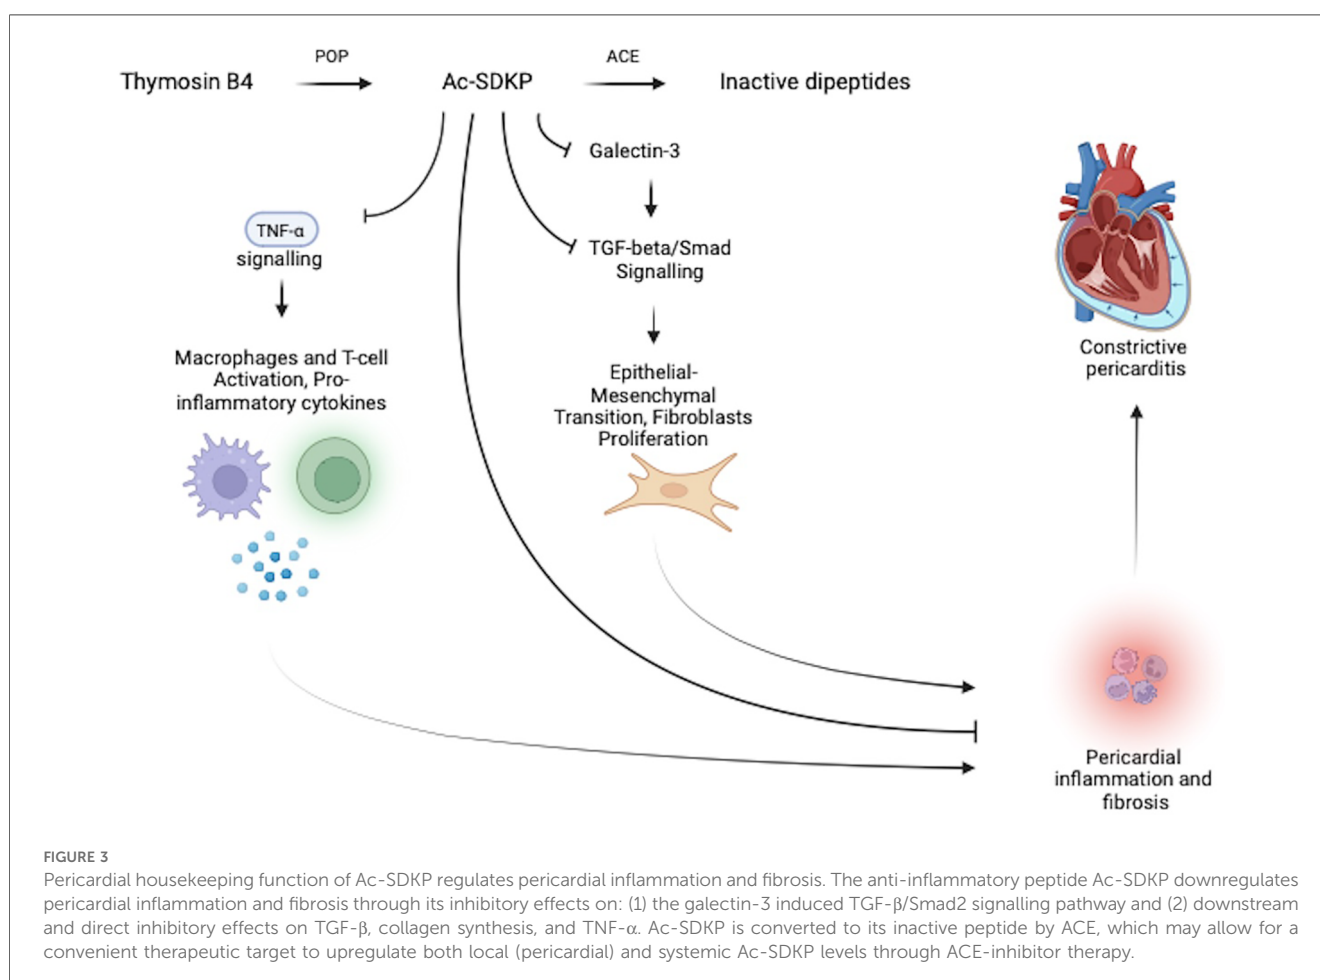 POP
ACE
Thymosin B4
Ac-SDKP
Inactive dipeptides
Galectin-3
TNF-α
signalling
TGF-beta/Smad
Signalling
Macrophages and T-cell
Activation, Pro-
inflammatory cytokines
Epithelial-
Mesenchymal
Transition, Fibroblasts
Proliferation
Constrictive
pericarditis
Pericardial
inflammation and
fibrosis
FIGURE 3
Pericardial housekeeping function of Ac-SDKP regulates pericardial inflammation and fibrosis. The anti-inflammatory peptide Ac-SDKP downregulates
pericardial inflammation and fibrosis through its inhibitory effects on: (1) the galectin-3 induced TGF-β/Smad2 signalling pathway and (2) downstream
and direct inhibitory effects on TGF-β, collagen synthesis, and TNF-α. Ac-SDKP is converted to its inactive peptide by ACE, which may allow for a
convenient therapeutic target to upregulate both local (pericardial) and systemic Ac-SDKP levels through ACE-inhibitor therapy.